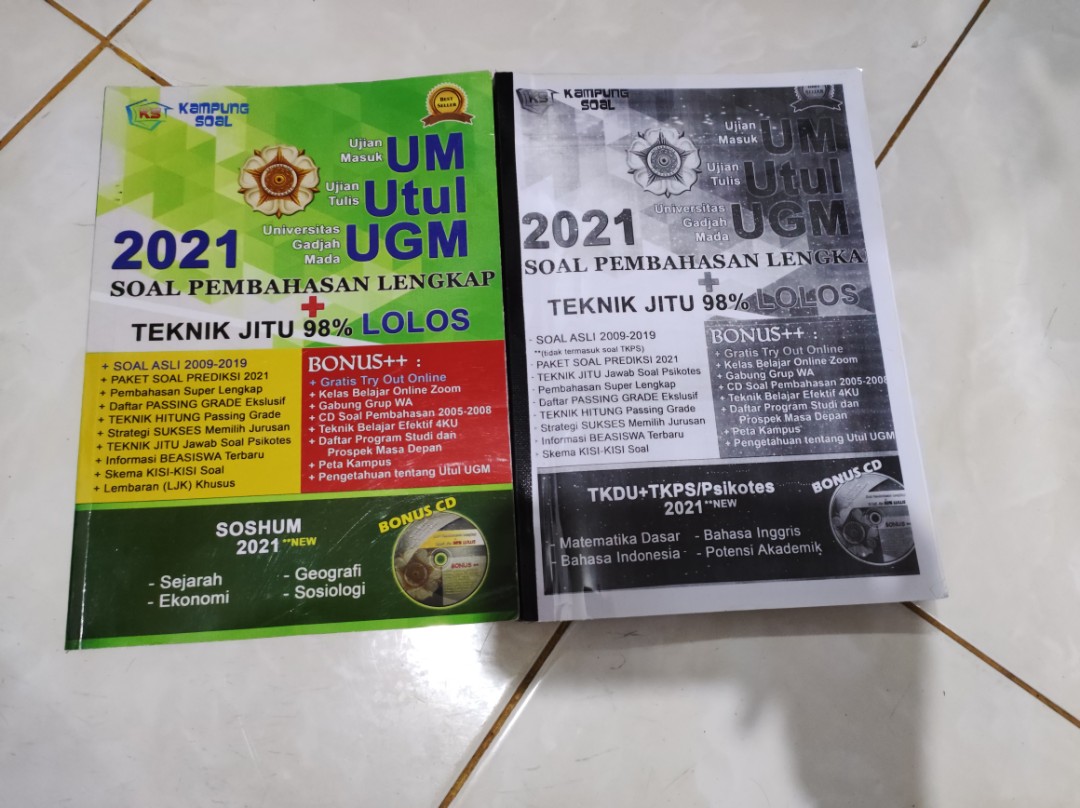 KS KAMPUNG
SOAL
BEST
SELLER
Ujian
Masuk UM
Ujian
Tulis Utul
Universitas
Gadjah
Mada UGM
2021
SOAL PEMBAHASAN LENGKAP
+
TEKNIK JITU 98% LOLOS
+ SOAL ASLI 2009-2019
+ PAKET SOAL PREDIKSI 2021
+ Pembahasan Super Lengkap
+ Daftar PASSING GRADE Ekslusif
+ TEKNIK HITUNG Passing Grade
+ Strategi SUKSES Memilih Jurusan
+ TEKNIK JITU Jawab Soal Psikotes
+ Informasi BEASISWA Terbaru
+ Skema KISI-KISI Soal
+ Lembaran (LJK) Khusus
BONUS++ :
+ Gratis Try Out Online
+ Kelas Belajar Online Zoom
+ Gabung Grup WA
+ CD Soal Pembahasan 2005-2008
+ Teknik Belajar Efektif 4KU
+ Daftar Program Studi dan
Prospek Masa Depan
+ Peta Kampus
+ Pengetahuan tentang Utul UGM
SOSHUM
2021 **NEW
- Sejarah
- Ekonomi
- Geografi
- Sosiologi
BONUS CD
BONUS
KS KAMPUNG
SOAL
SELLER
Ujian
Masuk UM
Ujian
Tulis Utul
Universitas
Gadjah
Mada UGM
2021
SOAL PEMBAHASAN LENGKA
+
TEKNIK JITU 98% LOLOS
- SOAL ASLI 2009-2019
**(tidak termasuk soal TKPS)
- PAKET SOAL PREDIKSI 2021
- TEKNIK JITU Jawab Soal Psikotes
- Pembahasan Super Lengkap
- Daftar PASSING GRADE Ekslusif
- TEKNIK HITUNG Passing Grade
- Strategi SUKSES Memilih Jurusan
- Informasi BEASISWA Terbaru
- Skema KISI-KISI Soal
BONUS++ :
+ Gratis Try Out Online
+ Kelas Belajar Online Zoom
+ Gabung Grup WA
+ CD Soal Pembahasan 2005-2008
+ Teknik Belajar Efektif 4KU
+ Daftar Program Studi dan
Prospek Masa Depan
+ Peta Kampus
+ Pengetahuan tentang Utul UGM
TKDU+TKPS/Psikotes
2021 **NEW
- Matematika Dasar
- Bahasa Indonesia
- Bahasa Inggris
- Potensi Akademik
BONUS CD
BONUS